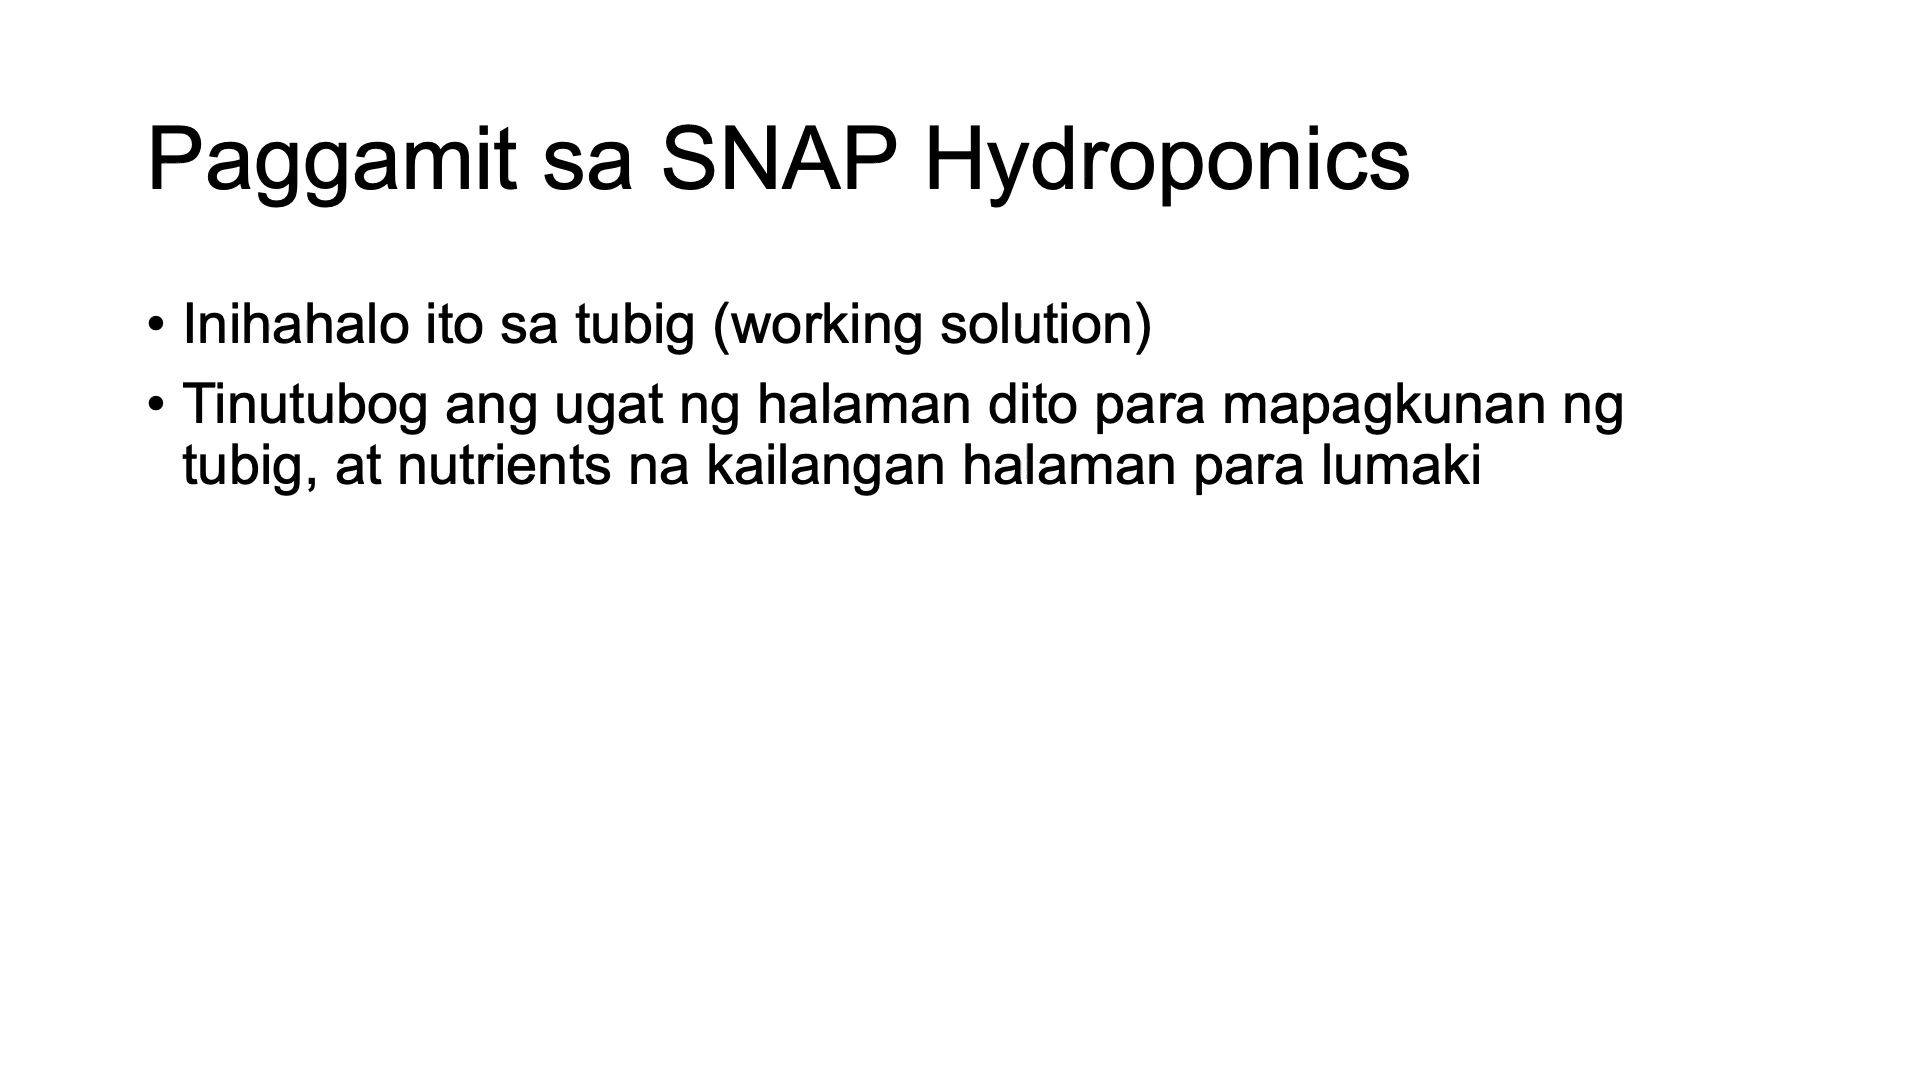 Paggamit sa SNAP Hydroponics
• Inihahalo ito sa tubig (working solution)
• Tinutubog ang ugat ng halaman dito para mapagkunan ng
tubig, at nutrients na kailangan halaman para lumaki